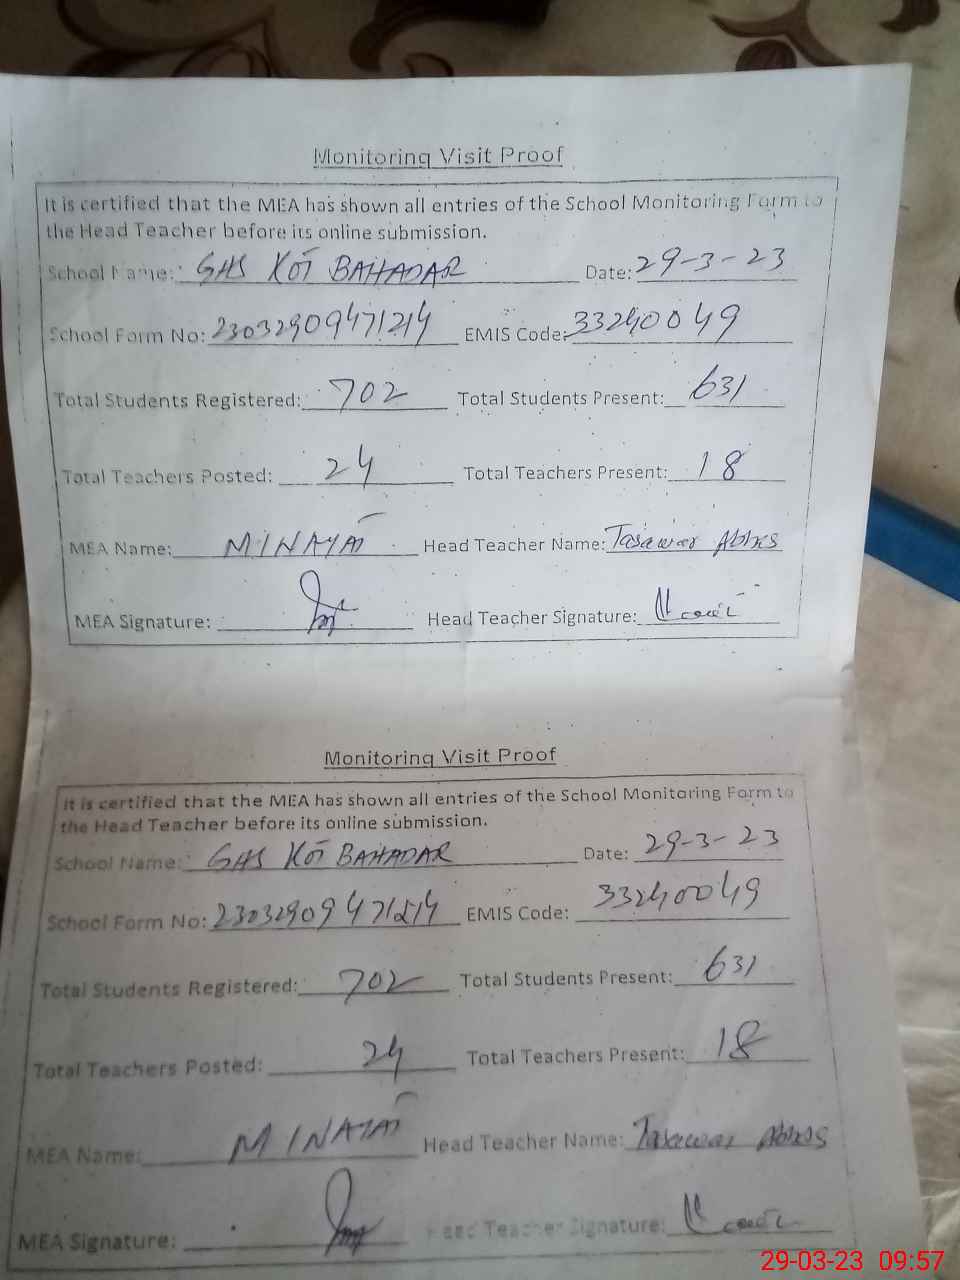 Monitoring Visit Proof
It is certified that the MEA has shown all entries of the School Monitoring Form to
the Head Teacher before its online submission.
School Name: GHS KOT BAHADAR Date: 29-3-23
School Form No: 23032909471214 EMIS Code: 33240049
Total Students Registered: 702 Total Students Present: 631
Total Teachers Posted: 24 Total Teachers Present: 18
MEA Name: M INAYAT Head Teacher Name: Tasawar Abbas
MEA Signature: Head Teacher Signature:
Monitoring Visit Proof
It is certified that the MEA has shown all entries of the School Monitoring Form to
the Head Teacher before its online submission.
School Name: GHS KOT BAHADAR Date: 29-3-23
School Form No: 23032909471214 EMIS Code: 33240049
Total Students Registered: 702 Total Students Present: 631
Total Teachers Posted: 24 Total Teachers Present: 18
MEA Name: M INAYAT Head Teacher Name: Tasawar Abbas
MEA Signature: Head Teacher Signature:
29-03-23 09:57